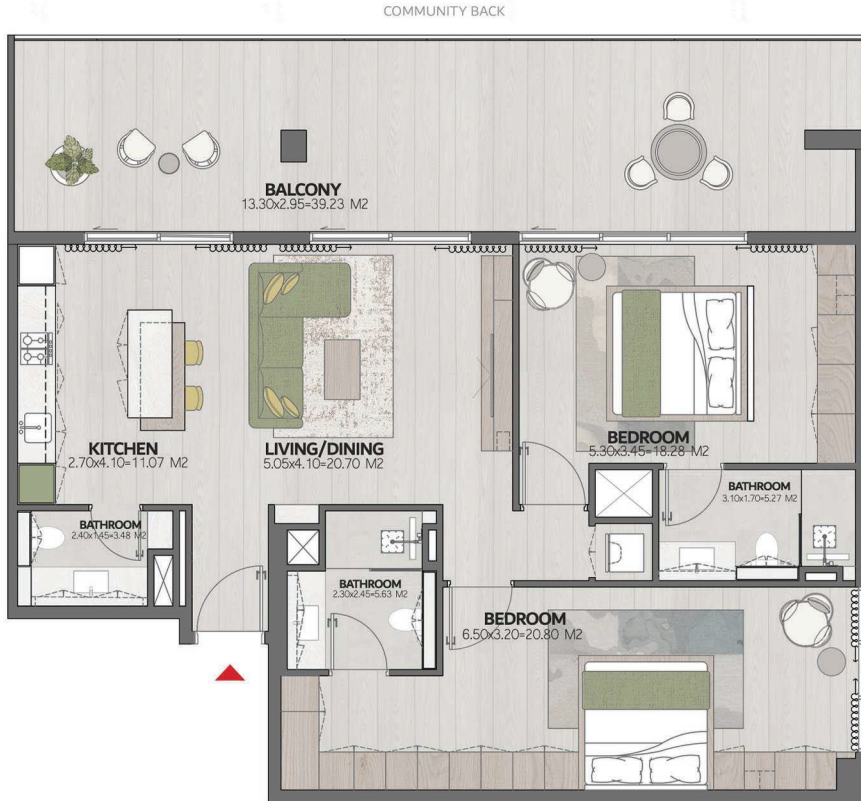 COMMUNITY BACK
BALCONY
13.30x2.95=39.23 M2
KITCHEN
2.70x4.10=11.07 M2
LIVING/DINING
5.05x4.10=20.70 M2
BEDROOM
5.30x3.45=18.28 M2
BATHROOM
3.10x1.70=5.27 M2
BATHROOM
2.40x1.45=3.48 M2
BATHROOM
2.30x2.45=5.63 M2
BEDROOM
6.50x3.20=20.80 M2